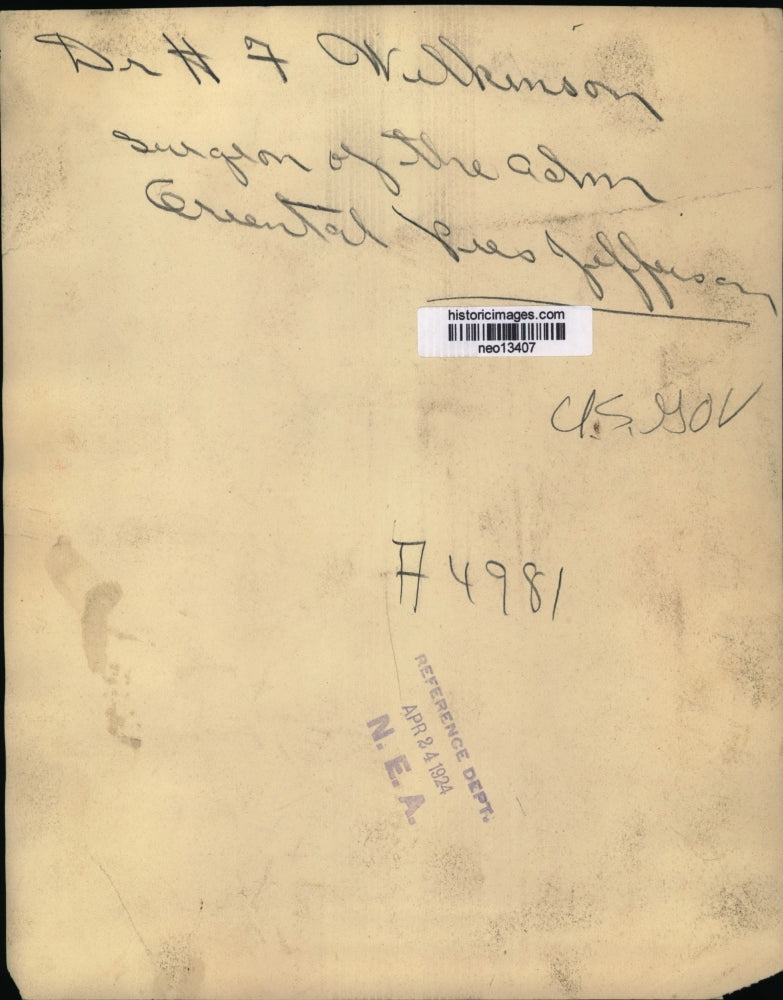 Dr H F Wilkinson
Surgeon of the Adm
Oriental Pres Jefferson
historicimages.com
neo13407
U.S. GOV
A 4981
REFERENCE DEPT.
APR 24 1924
N. E. A.